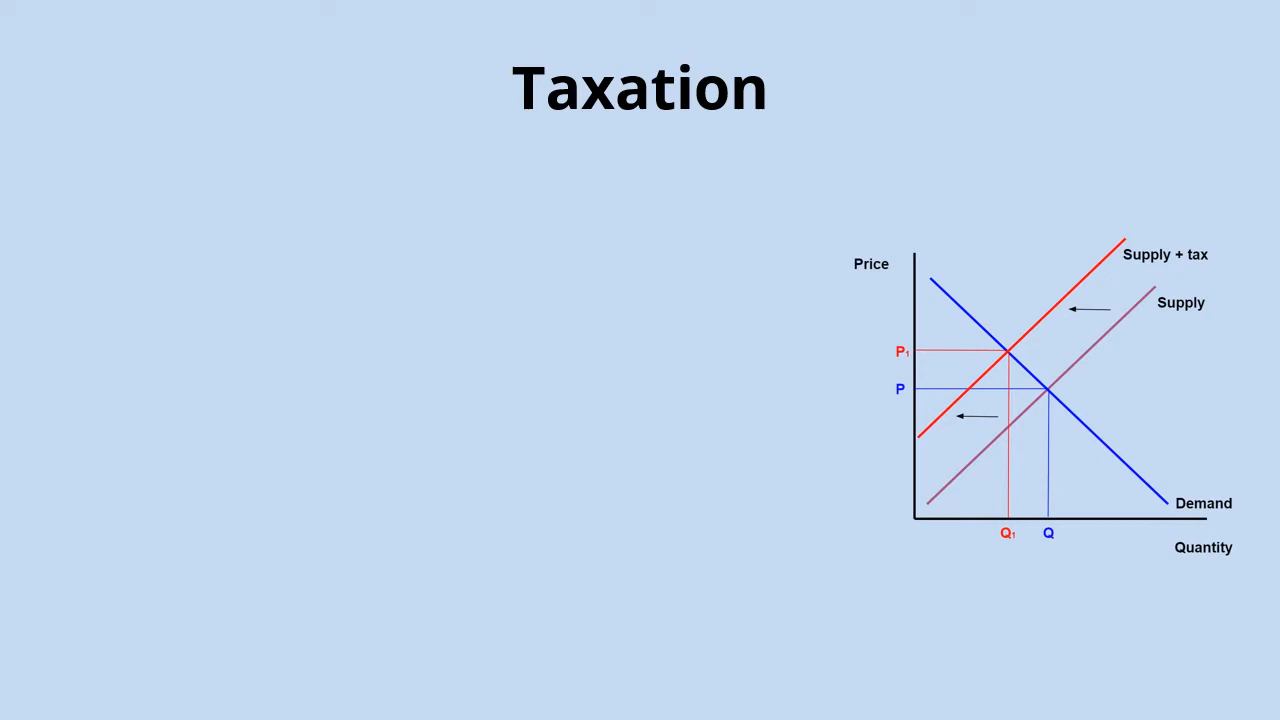 Taxation
Supply + tax
Price
Supply
P₁
P
Demand
Q₁ Q
Quantity